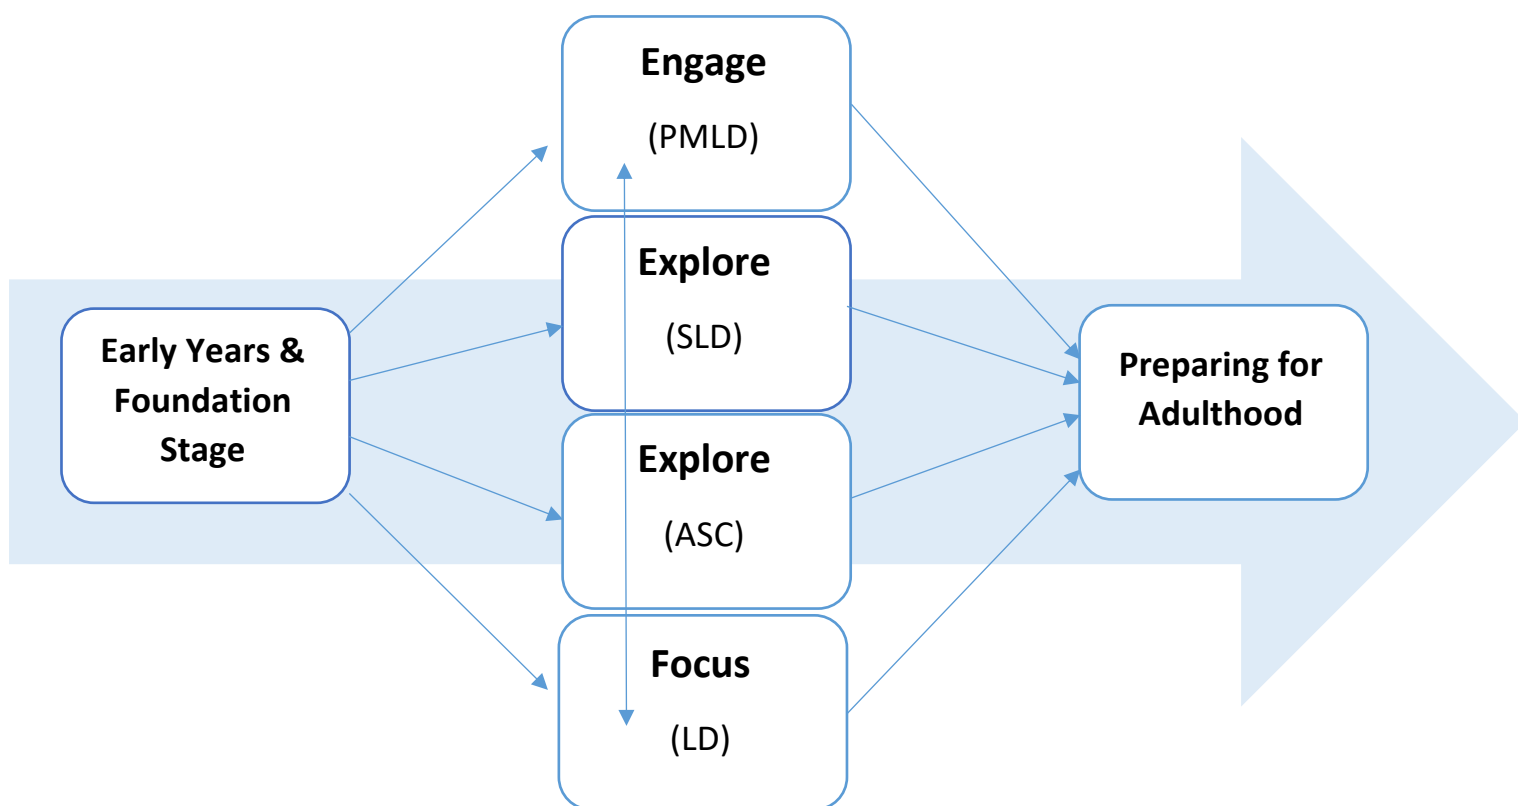 Early Years &
Foundation
Stage
Engage
(PMLD)
Explore
(SLD)
Explore
(ASC)
Focus
(LD)
Preparing for
Adulthood